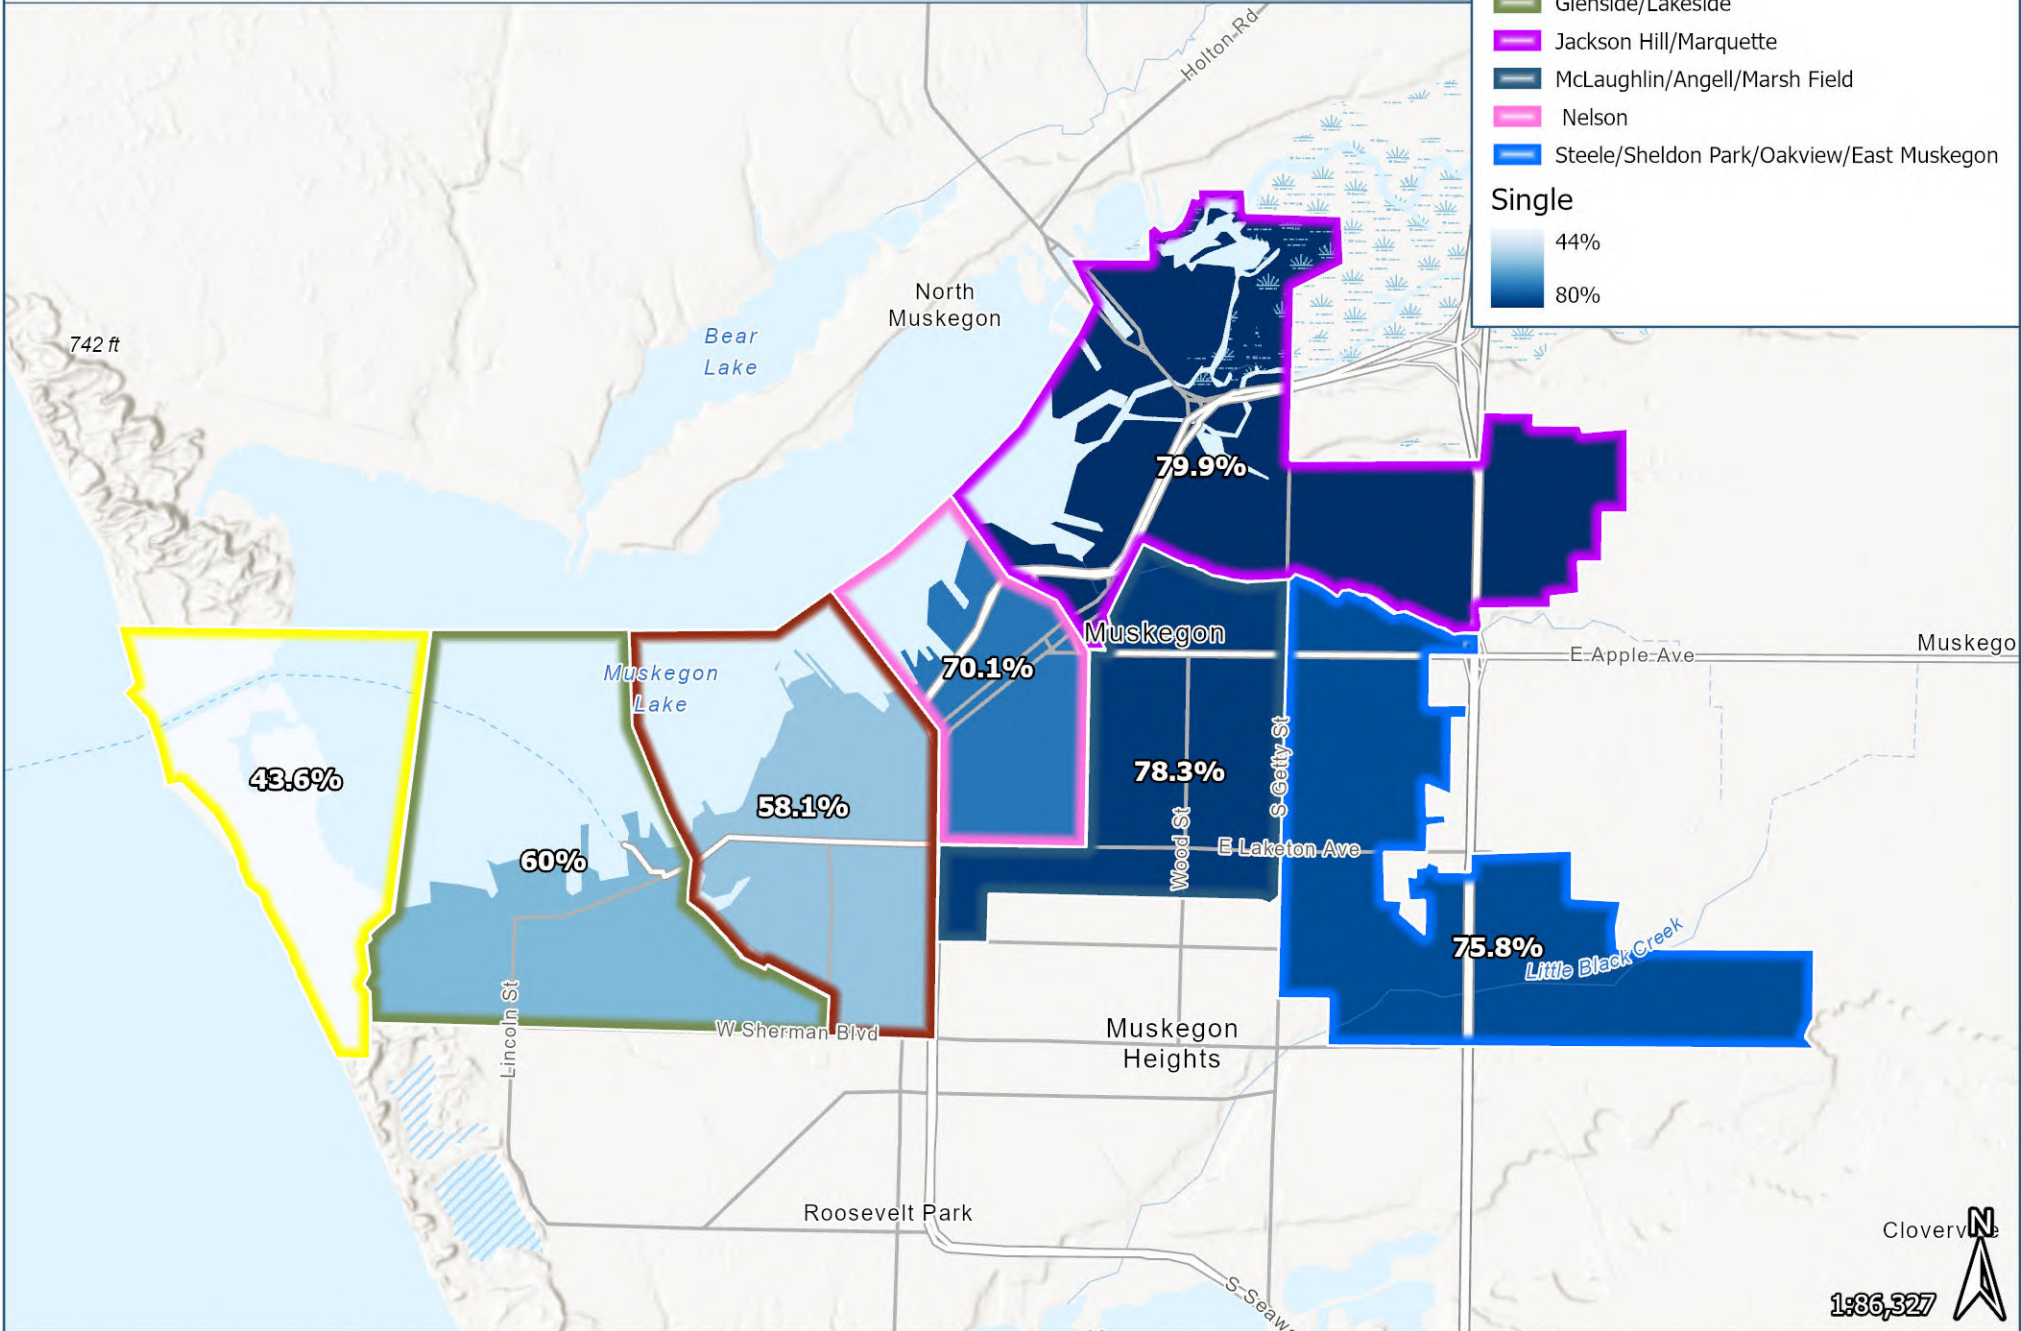 Glenside/Lakeside
Jackson Hill/Marquette
McLaughlin/Angell/Marsh Field
Nelson
Steele/Sheldon Park/Oakview/East Muskegon
Single
44%
80%
Holton Rd
North
Muskegon
Bear
Lake
742 ft
79.9%
Muskegon
E Apple Ave
Muskego
Muskegon
Lake
70.1%
43.6%
58.1%
78.3%
S Getty St
60%
Wood St
E Laketon Ave
75.8%
Little Black Creek
Lincoln St
W Sherman Blvd
Muskegon
Heights
Roosevelt Park
S Seaw
N
1:86,327